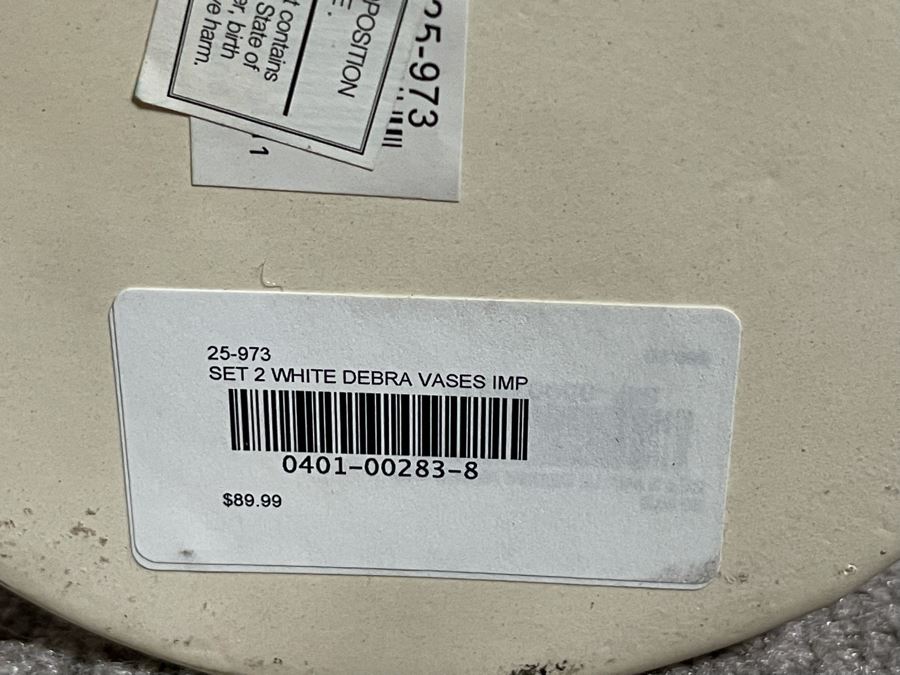 contains
State of
birth
harm.
25-973
25-973
SET 2 WHITE DEBRA VASES IMP
0401-00283-8
$89.99